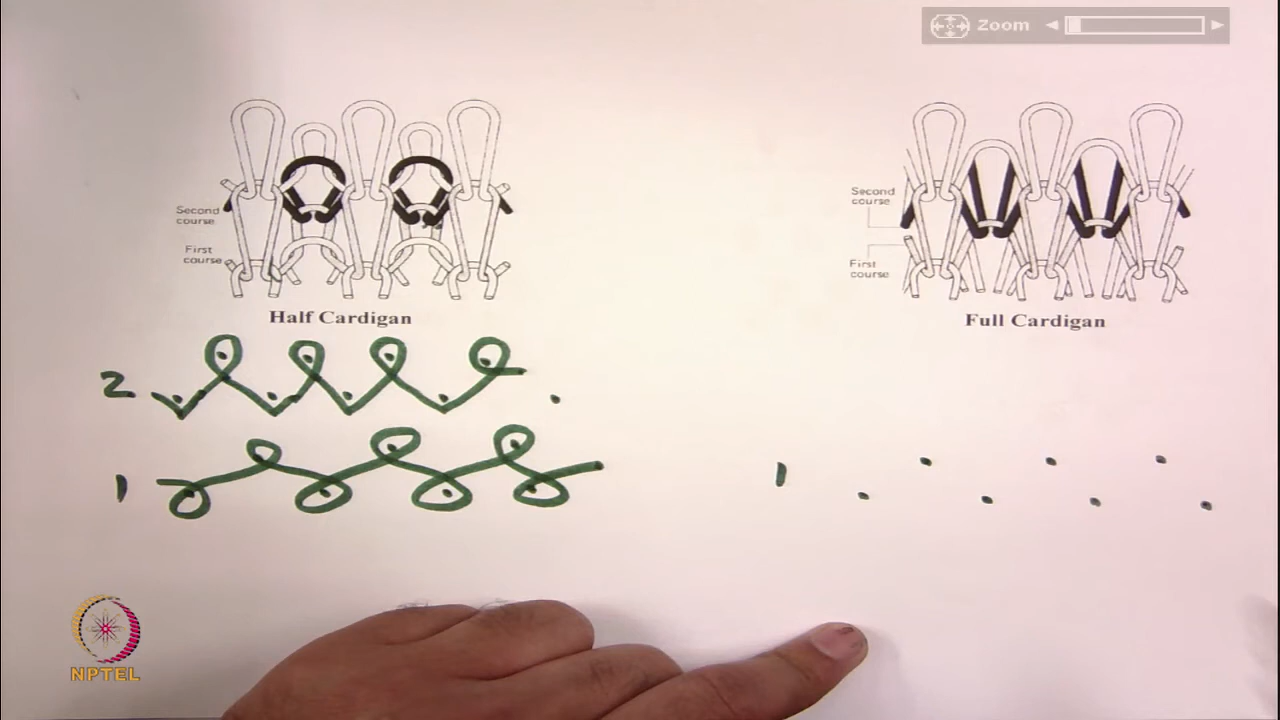 Zoom
Second
course
First
course
Half Cardigan
Second
course
First
course
Full Cardigan
2
1
1
NPTEL